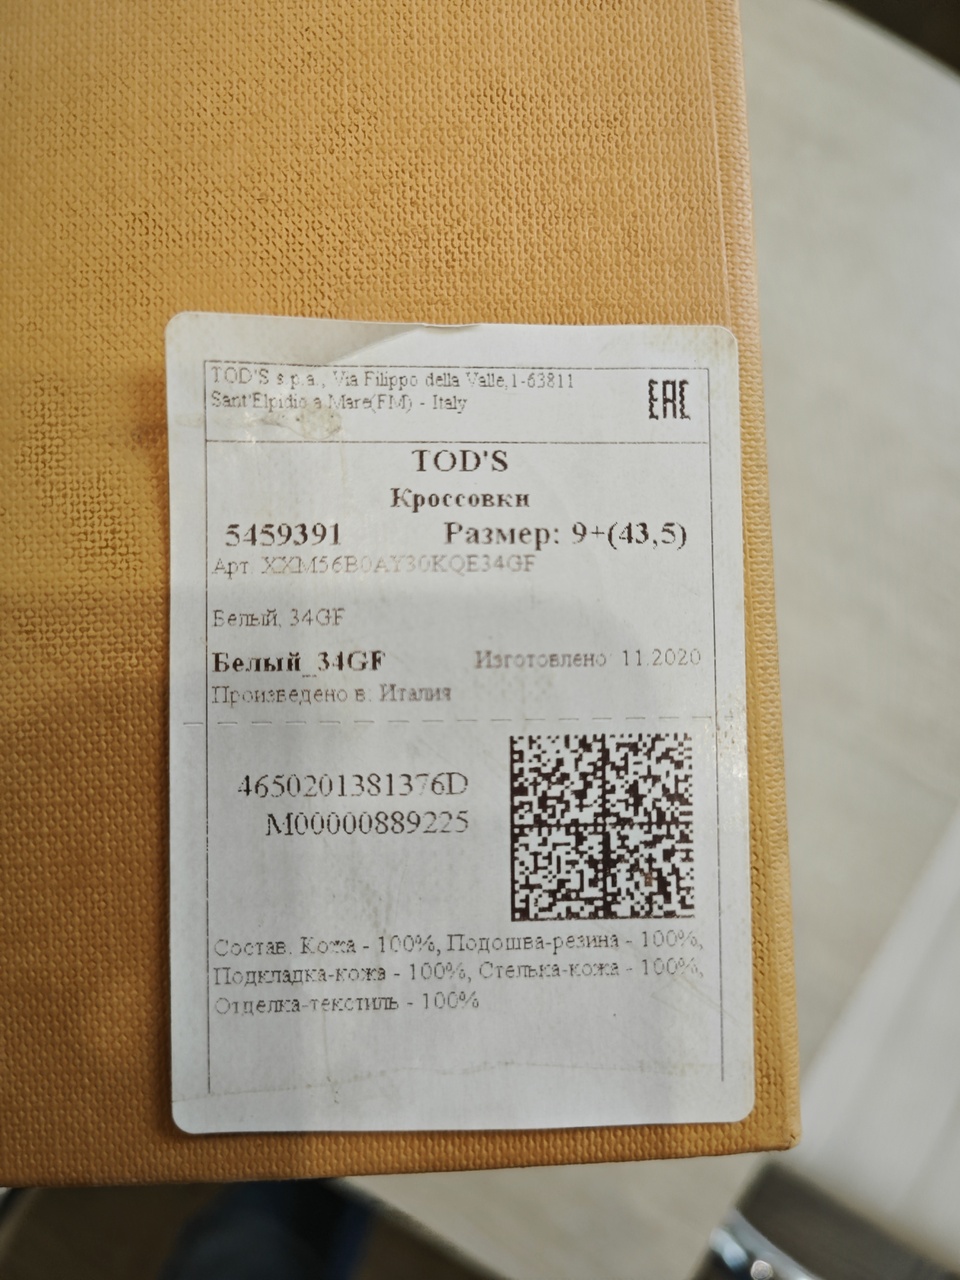 TOD'S s.p.a., Via Filippo della Valle,1-63811
Sant'Elpidio a Mare(FM) - Italy
EAC
TOD'S
Кроссовки
5459391 Размер: 9+(43,5)
Арт. XXM56B0AY30KQE34GF
Белый, 34GF
Белый_34GF Изготовлено 11.2020
Произведено в: Италия
4650201381376D
M00000889225
Состав: Кожа - 100%, Подошва-резина - 100%,
Подкладка-кожа - 100%, Стелька-кожа - 100%,
Отделка-текстиль - 100%